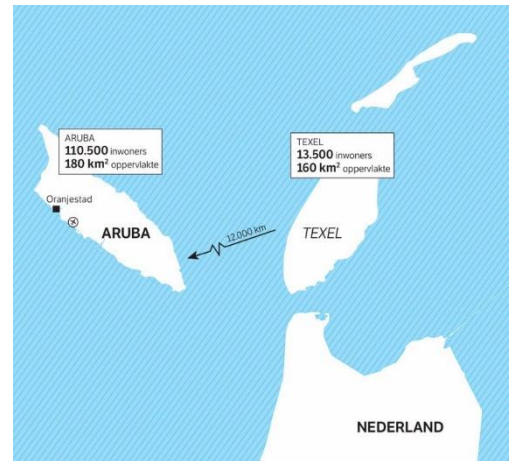 ARUBA
110.500 inwoners
180 km² oppervlakte
Oranjestad
ARUBA
12.000 km
TEXEL
13.500 inwoners
160 km² oppervlakte
TEXEL
NEDERLAND